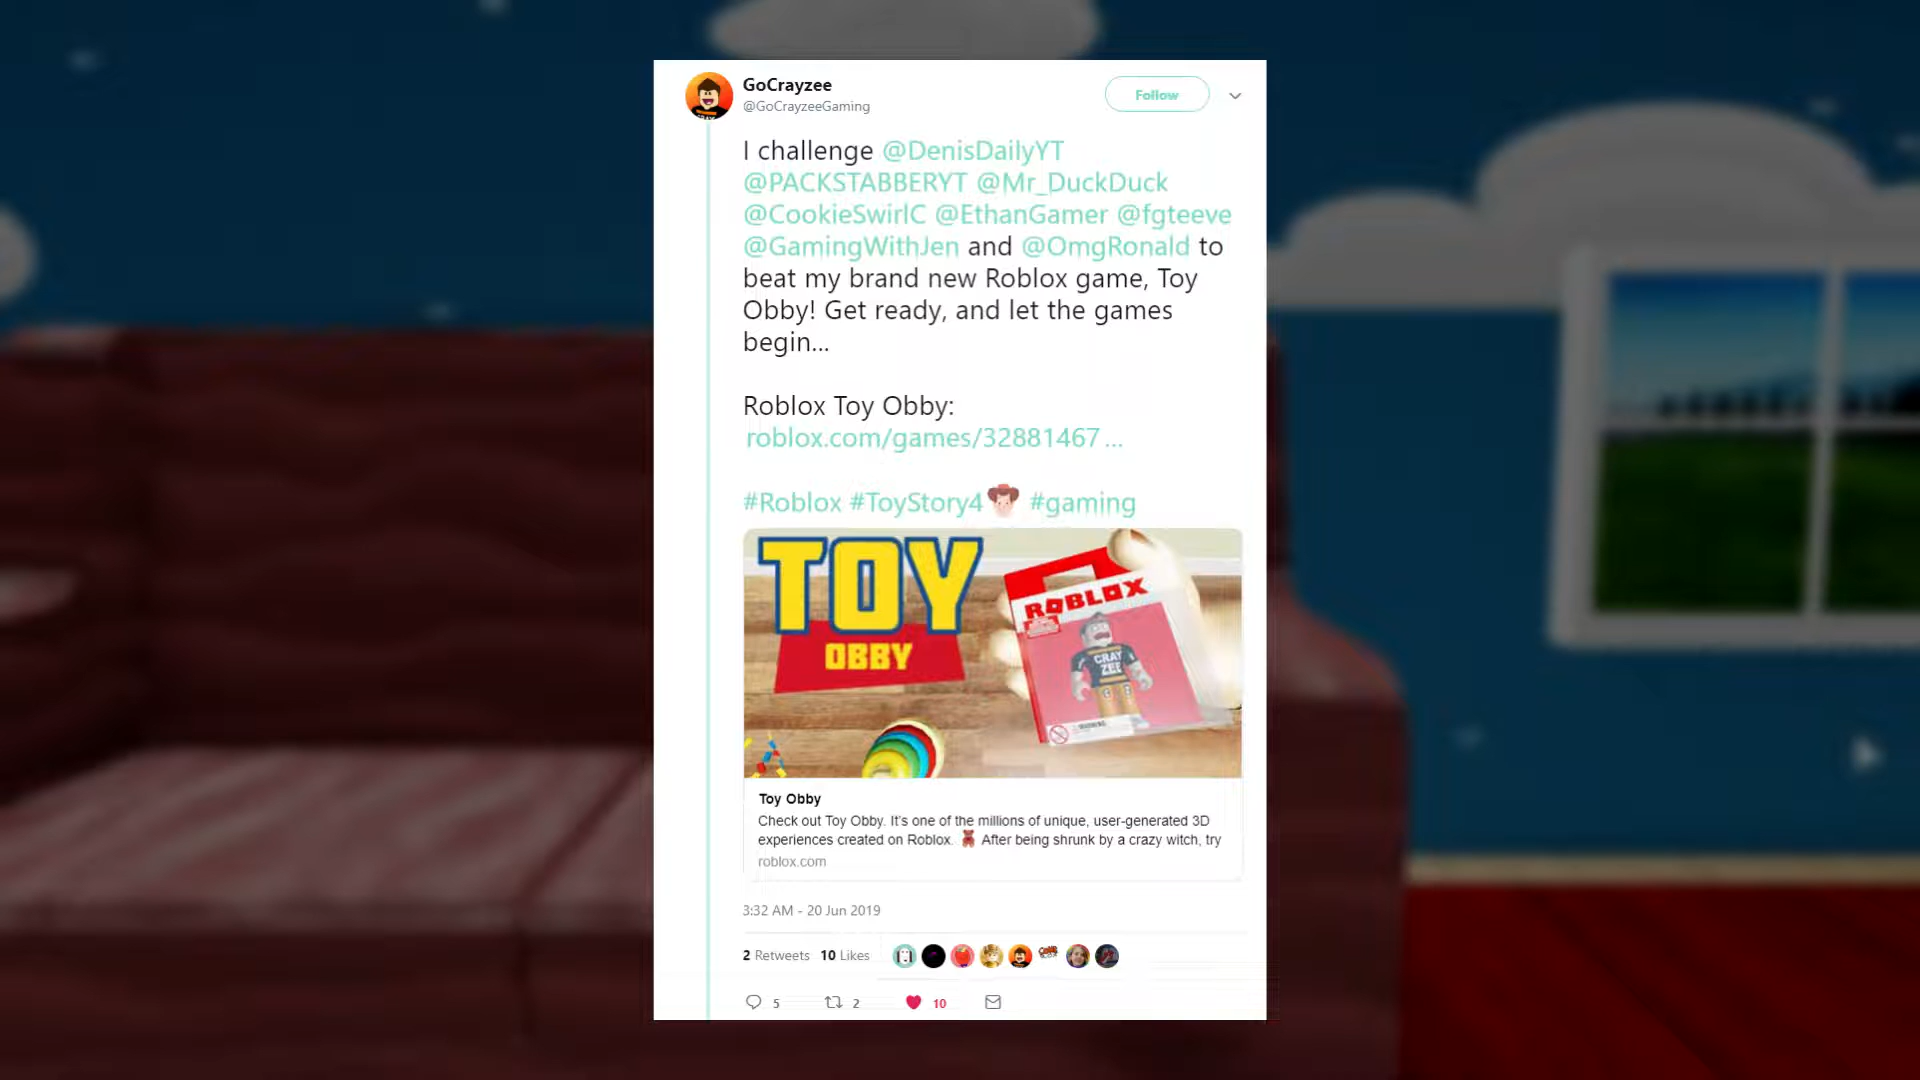 GoCrayzee
@GoCrayzeeGaming
Follow
I challenge @DenisDailyYT
@PACKSTABBERYT @Mr_DuckDuck
@CookieSwirlC @EthanGamer @fgteeve
@GamingWithJen and @OmgRonald to
beat my brand new Roblox game, Toy
Obby! Get ready, and let the games
begin...
Roblox Toy Obby:
roblox.com/games/32881467 ...
#Roblox #ToyStory4 #gaming
TOY
OBBY
ROBLOX
CRAY
ZEE
WARNING
Toy Obby
Check out Toy Obby. It's one of the millions of unique, user-generated 3D
experiences created on Roblox. After being shrunk by a crazy witch, try
roblox.com
3:32 AM - 20 Jun 2019
2 Retweets 10 Likes
5 2 10